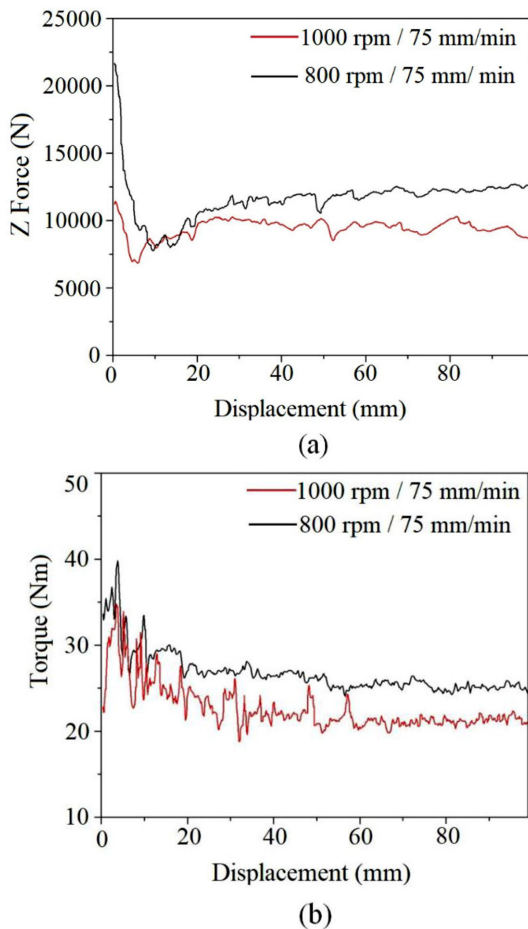 25000
20000
15000
12500
10000
5000
0
Z Force (N)
1000 rpm / 75 mm/min
800 rpm / 75 mm/ min
0 20 40 60 80
Displacement (mm)
(a)
50
40
30
20
10
Torque (Nm)
1000 rpm / 75 mm/min
800 rpm / 75 mm/min
0 20 40 60 80
Displacement (mm)
(b)